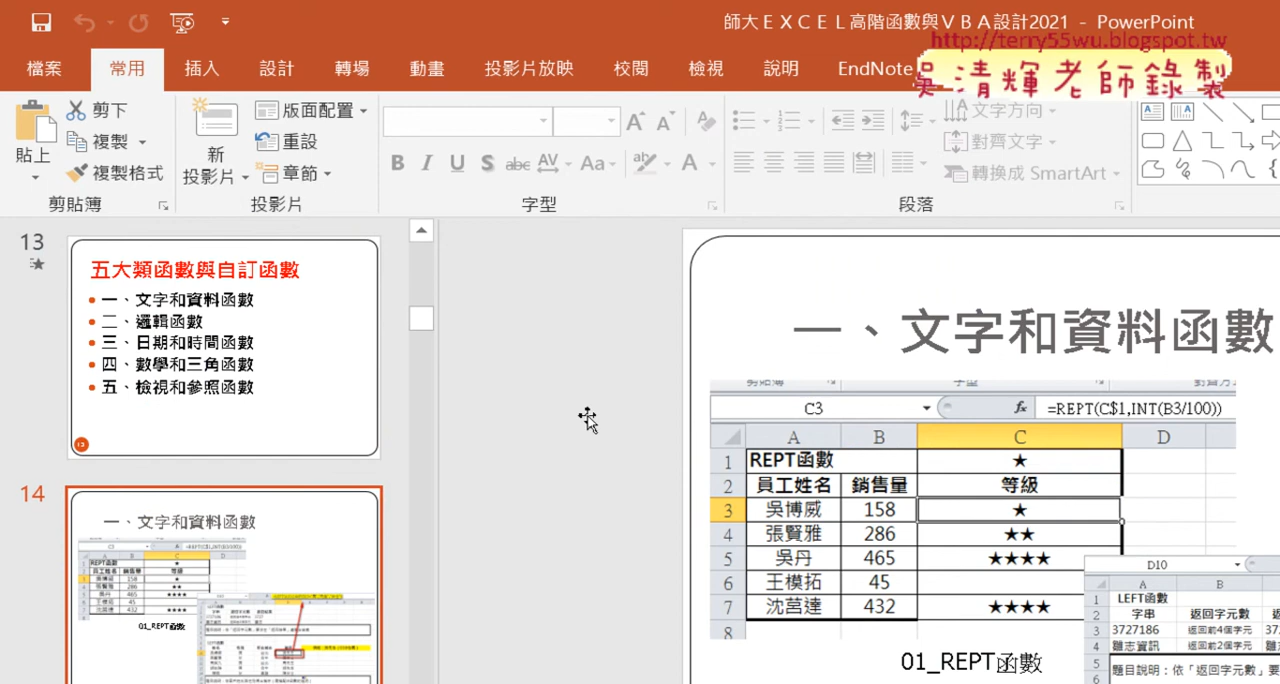 師大ＥＸＣＥＬ高階函數與ＶＢＡ設計2021 - PowerPoint
http://terry55wu.blogspot.tw
吳清輝老師錄製
檔案 常用 插入 設計 轉場 動畫 投影片放映 校閱 檢視 說明 EndNote
貼上
剪下
複製
複製格式
剪貼簿
新
投影片
版面配置
重設
章節
投影片
B I U S abc AV Aa A
字型
文字方向
對齊文字
轉換成 SmartArt
段落
13
五大類函數與自訂函數
一、文字和資料函數
二、邏輯函數
三、日期和時間函數
四、數學和三角函數
五、檢視和參照函數
13
14
一、文字和資料函數
01_REPT函數
一、文字和資料函數
C3 fx =REPT(C$1,INT(B3/100))
A B C D
1 REPT函數 ★
2 員工姓名 銷售量 等級
3 吳博威 158 ★
4 張賢雅 286 ★★
5 吳丹 465 ★★★★
6 王模拓 45
7 沈莒達 432 ★★★★
8
01_REPT函數
D10
A B
1 LEFT函數
2 字串 返回字元數
3 3727186 返回前4個字元
4 雖志資訊 返回前2個字元
5 題目說明：依「返回字元數」要
6